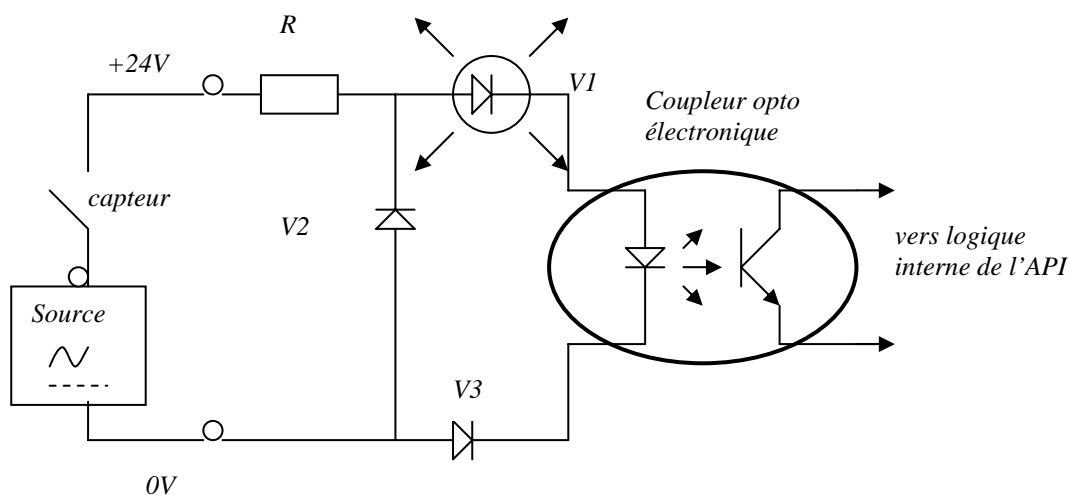 R
+24V
V1
Coupleur opto
électronique
capteur
V2
vers logique
interne de l'API
Source
V3
0V